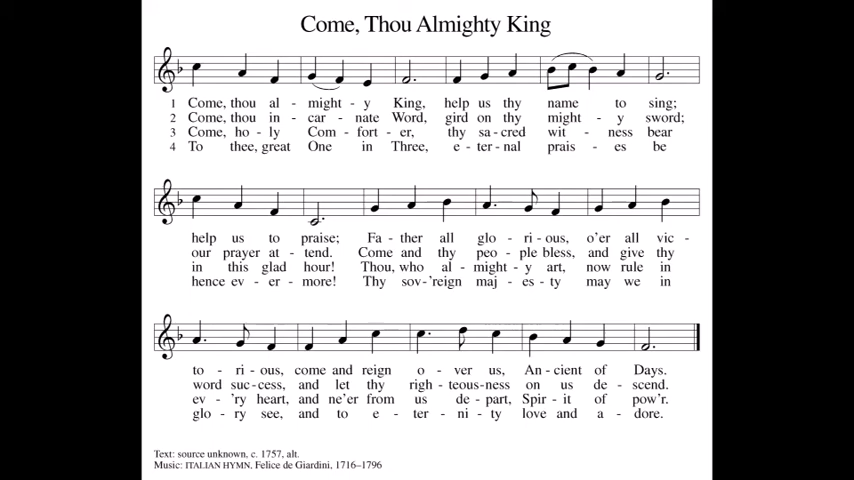 Come, Thou Almighty King
1 Come, thou al - might - y King, help us thy name to sing;
2 Come, thou in - car - nate Word, gird on thy might - y sword;
3 Come, ho - ly Com - fort - er, thy sa - cred wit - ness bear
4 To thee, great One in Three, e - ter - nal prais - es be
help us to praise; Fa - ther all glo - ri - ous, o'er all vic -
our prayer at - tend. Come and thy peo - ple bless, and give thy
in this glad hour! Thou, who al - might - y art, now rule in
hence ev - er - more! Thy sov-'reign maj - es - ty may we in
to - ri - ous, come and reign o - ver us, An - cient of Days.
word suc - cess, and let thy righ - teous-ness on us de - scend.
ev - 'ry heart, and ne'er from us de - part, Spir - it of pow'r.
glo - ry see, and to e - ter - ni - ty love and a - dore.
Text: source unknown, c. 1757, alt.
Music: ITALIAN HYMN, Felice de Giardini, 1716–1796